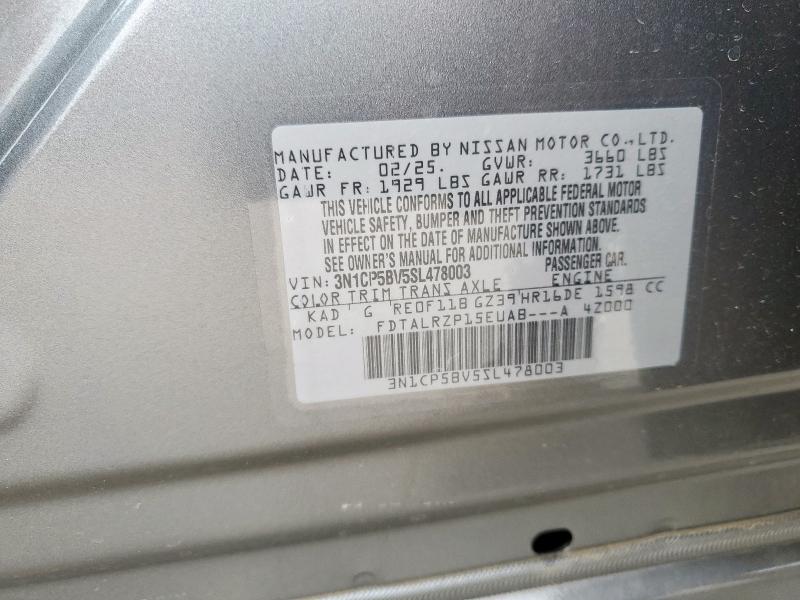 MANUFACTURED BY NISSAN MOTOR CO.,LTD.
DATE: 02/25. GVWR: 3660 LBS
GAWR FR: 1929 LBS GAWR RR: 1731 LBS
THIS VEHICLE CONFORMS TO ALL APPLICABLE FEDERAL MOTOR
VEHICLE SAFETY, BUMPER AND THEFT PREVENTION STANDARDS
IN EFFECT ON THE DATE OF MANUFACTURE SHOWN ABOVE.
SEE OWNER'S MANUAL FOR ADDITIONAL INFORMATION.
VIN: 3N1CP5BV5SL478003 PASSENGER CAR.
COLOR TRIM TRANS AXLE ENGINE
KAD G RE0F11B GZ39 HR16DE 1598 CC
MODEL: FDTALRZP15EUAB---A 4Z000
3N1CP5BV5SL478003